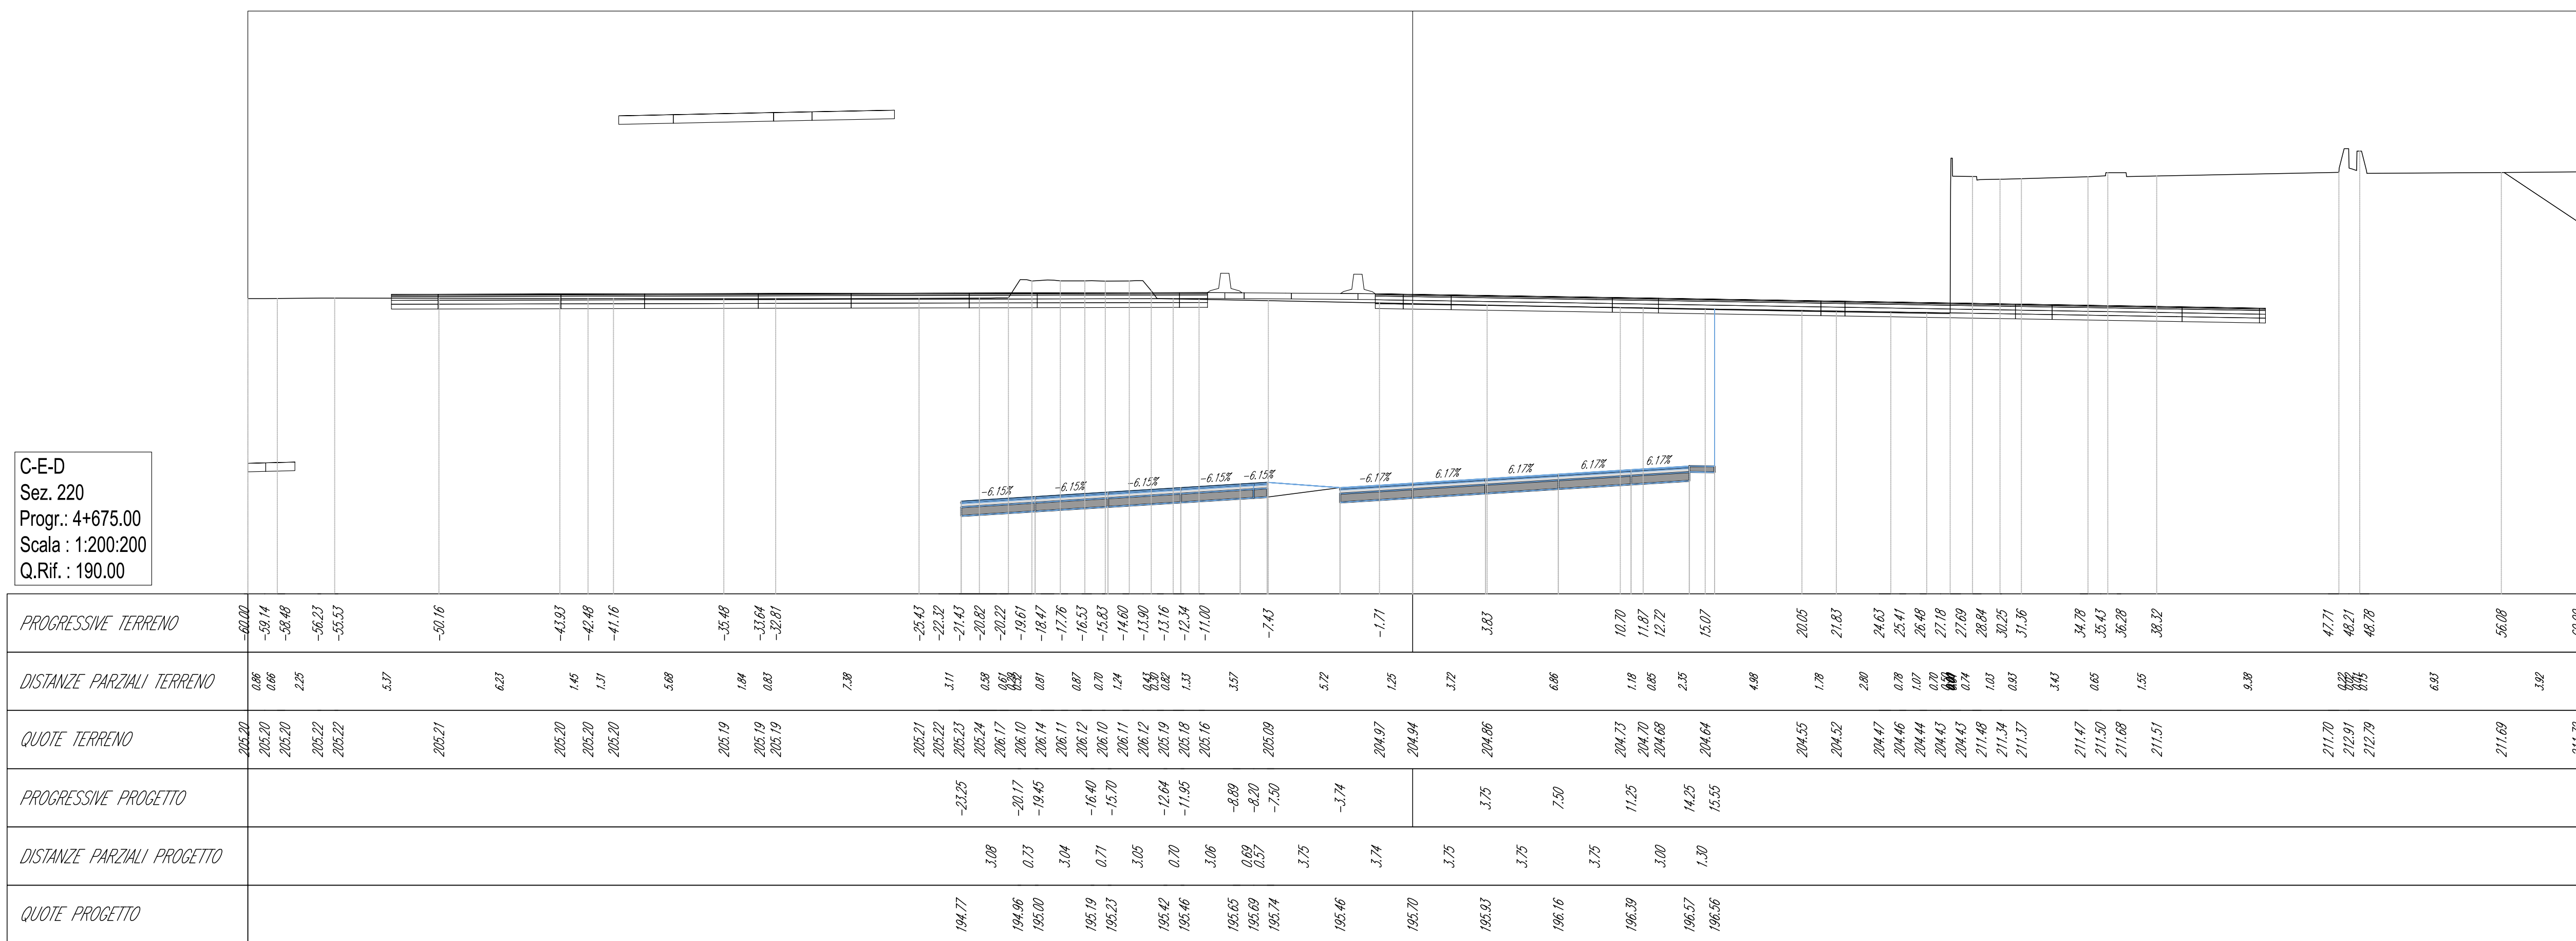 -6.15%
-6.15%
-6.15%
-6.15%
-6.15%
-6.17%
6.17%
6.17%
6.17%
6.17%
C-E-D
Sez. 220
Progr.: 4+675.00
Scala : 1:200:200
Q.Rif. : 190.00
PROGRESSIVE TERRENO -60.00 -59.14 -58.48 -56.23 -55.53 -50.16 -43.93 -42.48 -41.16 -35.48 -33.64 -32.81 -25.43 -22.32 -21.43 -20.82 -20.22 -19.61 -18.47 -17.76 -16.53 -15.83 -14.60 -13.90 -13.16 -12.34 -11.00 -7.43 -1.71 3.83 10.70 11.87 12.72 15.07 20.05 21.83 24.63 25.41 26.48 27.18 27.69 28.84 30.25 31.36 34.78 35.43 36.28 38.32 47.71 48.21 48.78 56.08
DISTANZE PARZIALI TERRENO 0.86 0.66 2.25 5.37 6.23 1.45 1.31 5.68 1.84 0.83 7.38 3.11 0.58 0.61 0.81 0.87 0.70 1.24 0.43 0.30 0.82 1.33 3.57 5.72 1.25 3.72 6.86 1.18 0.85 2.35 4.98 1.78 2.80 0.78 1.07 0.70 0.74 1.03 0.93 3.43 0.65 1.55 9.38 0.22 0.15 6.93 3.92
QUOTE TERRENO 205.20 205.20 205.20 205.22 205.22 205.21 205.20 205.20 205.20 205.19 205.19 205.19 205.21 205.22 205.23 205.24 206.17 206.10 206.14 206.11 206.12 206.10 206.11 206.12 205.19 205.18 205.16 205.09 204.97 204.94 204.86 204.73 204.70 204.68 204.64 204.55 204.52 204.47 204.46 204.44 204.43 204.43 211.48 211.34 211.37 211.47 211.50 211.68 211.51 211.70 212.91 212.79 211.69
PROGRESSIVE PROGETTO -23.25 -20.17 -19.45 -16.40 -15.70 -12.64 -11.95 -8.89 -8.20 -7.50 -3.74 3.75 7.50 11.25 14.25 15.55
DISTANZE PARZIALI PROGETTO 3.08 0.73 3.04 0.71 3.05 0.70 3.06 0.69 0.57 3.75 3.74 3.75 3.75 3.75 3.00 1.30
QUOTE PROGETTO 194.77 194.96 195.00 195.19 195.23 195.42 195.46 195.65 195.69 195.74 195.46 195.70 195.93 196.16 196.39 196.57 196.56